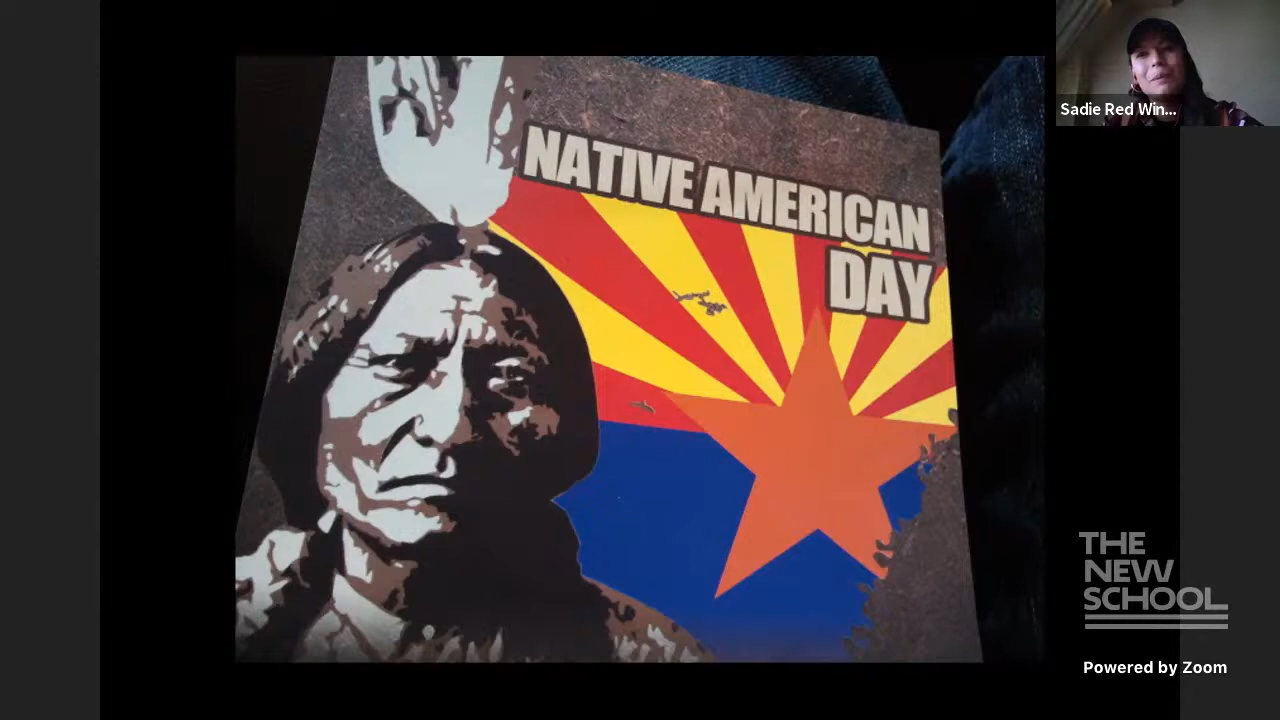 NATIVE AMERICAN
DAY
Sadie Red Win...
THE
NEW
SCHOOL
Powered by Zoom